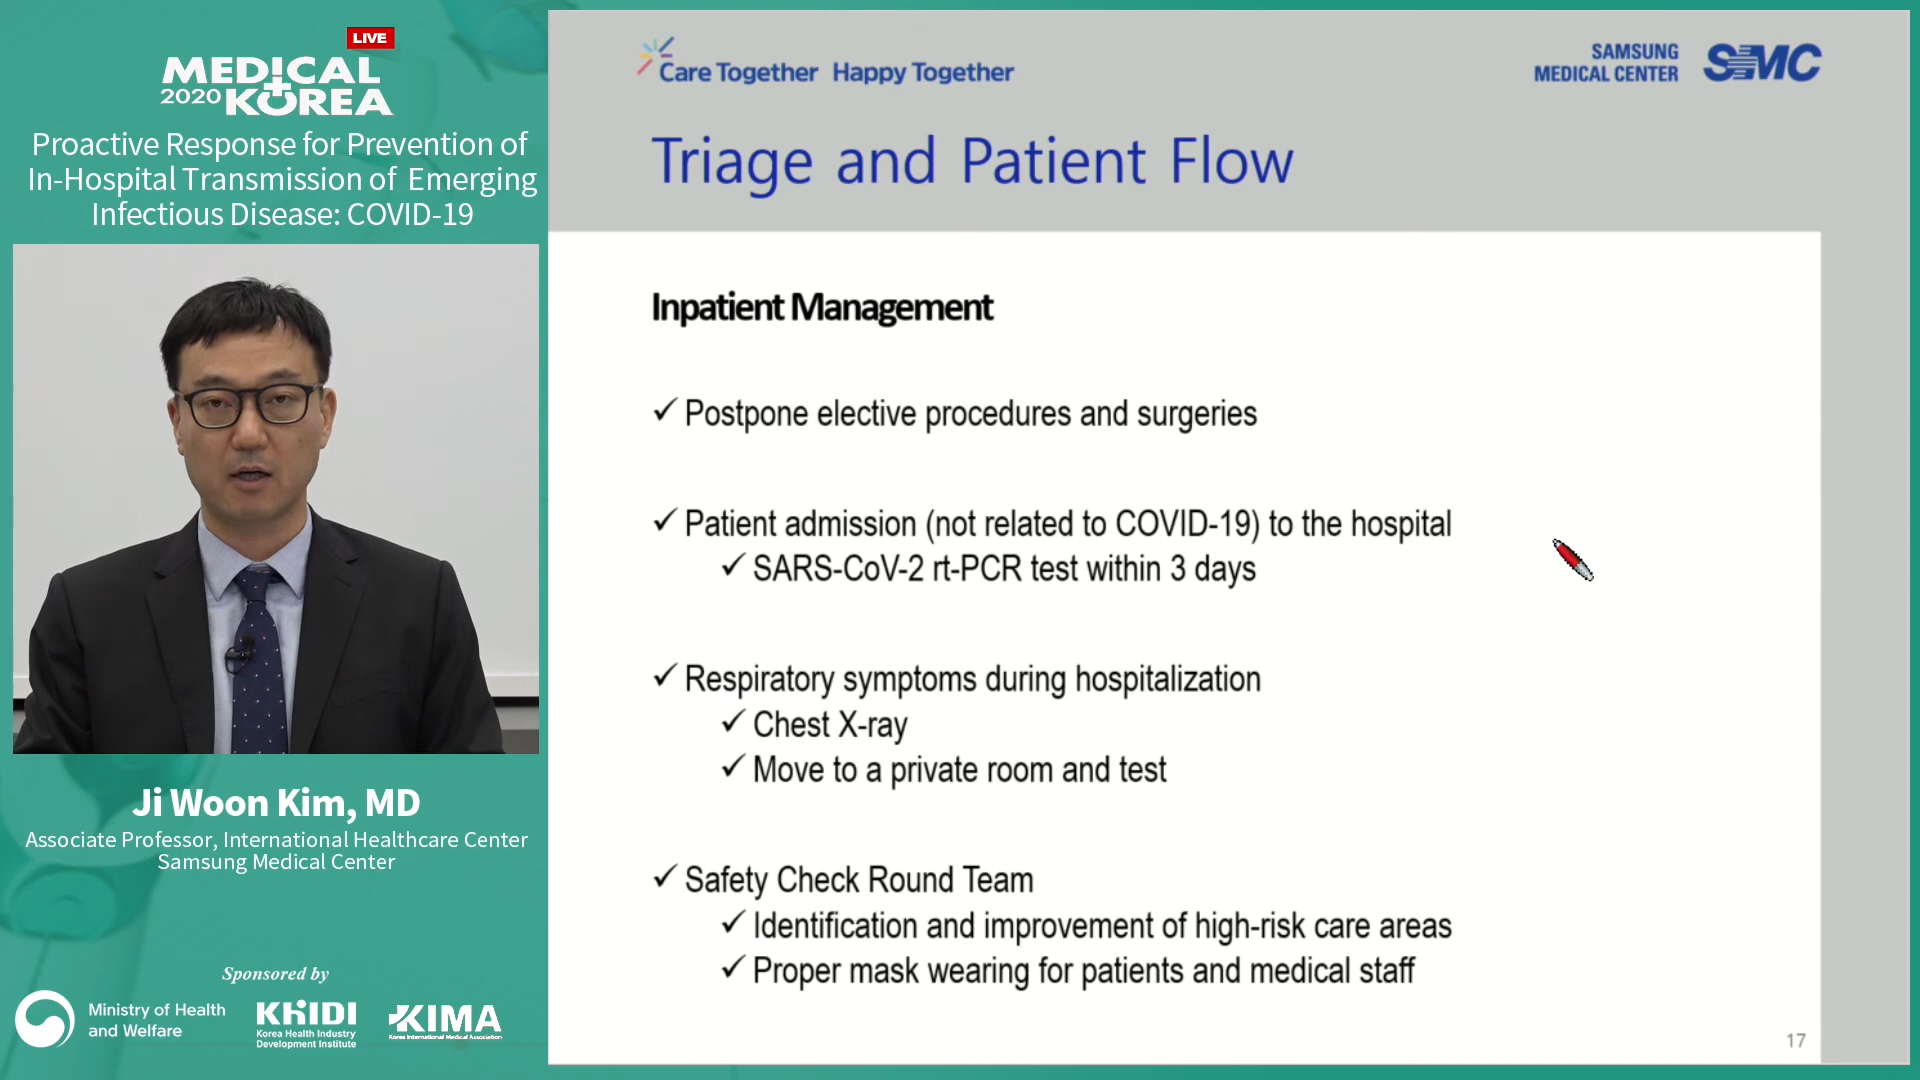 LIVE
MEDICAL
2020 KOREA
Proactive Response for Prevention of
In-Hospital Transmission of Emerging
Infectious Disease: COVID-19
Ji Woon Kim, MD
Associate Professor, International Healthcare Center
Samsung Medical Center
Sponsored by
Ministry of Health
and Welfare
KHIDI
Korea Health Industry
Development Institute
KIMA
Korea International Medical Association
Care Together Happy Together
SAMSUNG
MEDICAL CENTER
SMC
Triage and Patient Flow
Inpatient Management
✓ Postpone elective procedures and surgeries
✓ Patient admission (not related to COVID-19) to the hospital
✓ SARS-CoV-2 rt-PCR test within 3 days
✓ Respiratory symptoms during hospitalization
✓ Chest X-ray
✓ Move to a private room and test
✓ Safety Check Round Team
✓ Identification and improvement of high-risk care areas
✓ Proper mask wearing for patients and medical staff
17